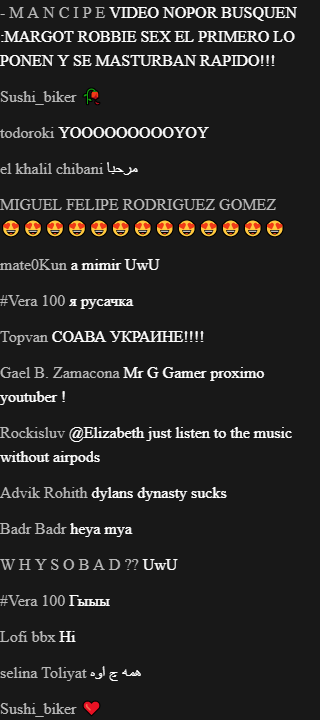 - M A N C I P E VIDEO NOPOR BUSQUEN
:MARGOT ROBBIE SEX EL PRIMERO LO
PONEN Y SE MASTURBAN RAPIDO!!!
Sushi_biker 🥀
todoroki YOOOOOOOOOYOY
el khalil chibani مرحبا
MIGUEL FELIPE RODRIGUEZ GOMEZ
😍😍😍😍😍😍😍😍😍😍😍😍😍
mate0Kun a mimir UwU
#Vera 100 я русачка
Topvan СОАВА УКРАИНЕ!!!!
Gael B. Zamacona Mr G Gamer proximo
youtuber !
Rockisluv @Elizabeth just listen to the music
without airpods
Advik Rohith dylans dynasty sucks
Badr Badr heya mya
W H Y S O B A D ?? UwU
#Vera 100 Гыыы
Lofi bbx Hi
selina Toliyat همه چ اوه
Sushi_biker ❤️